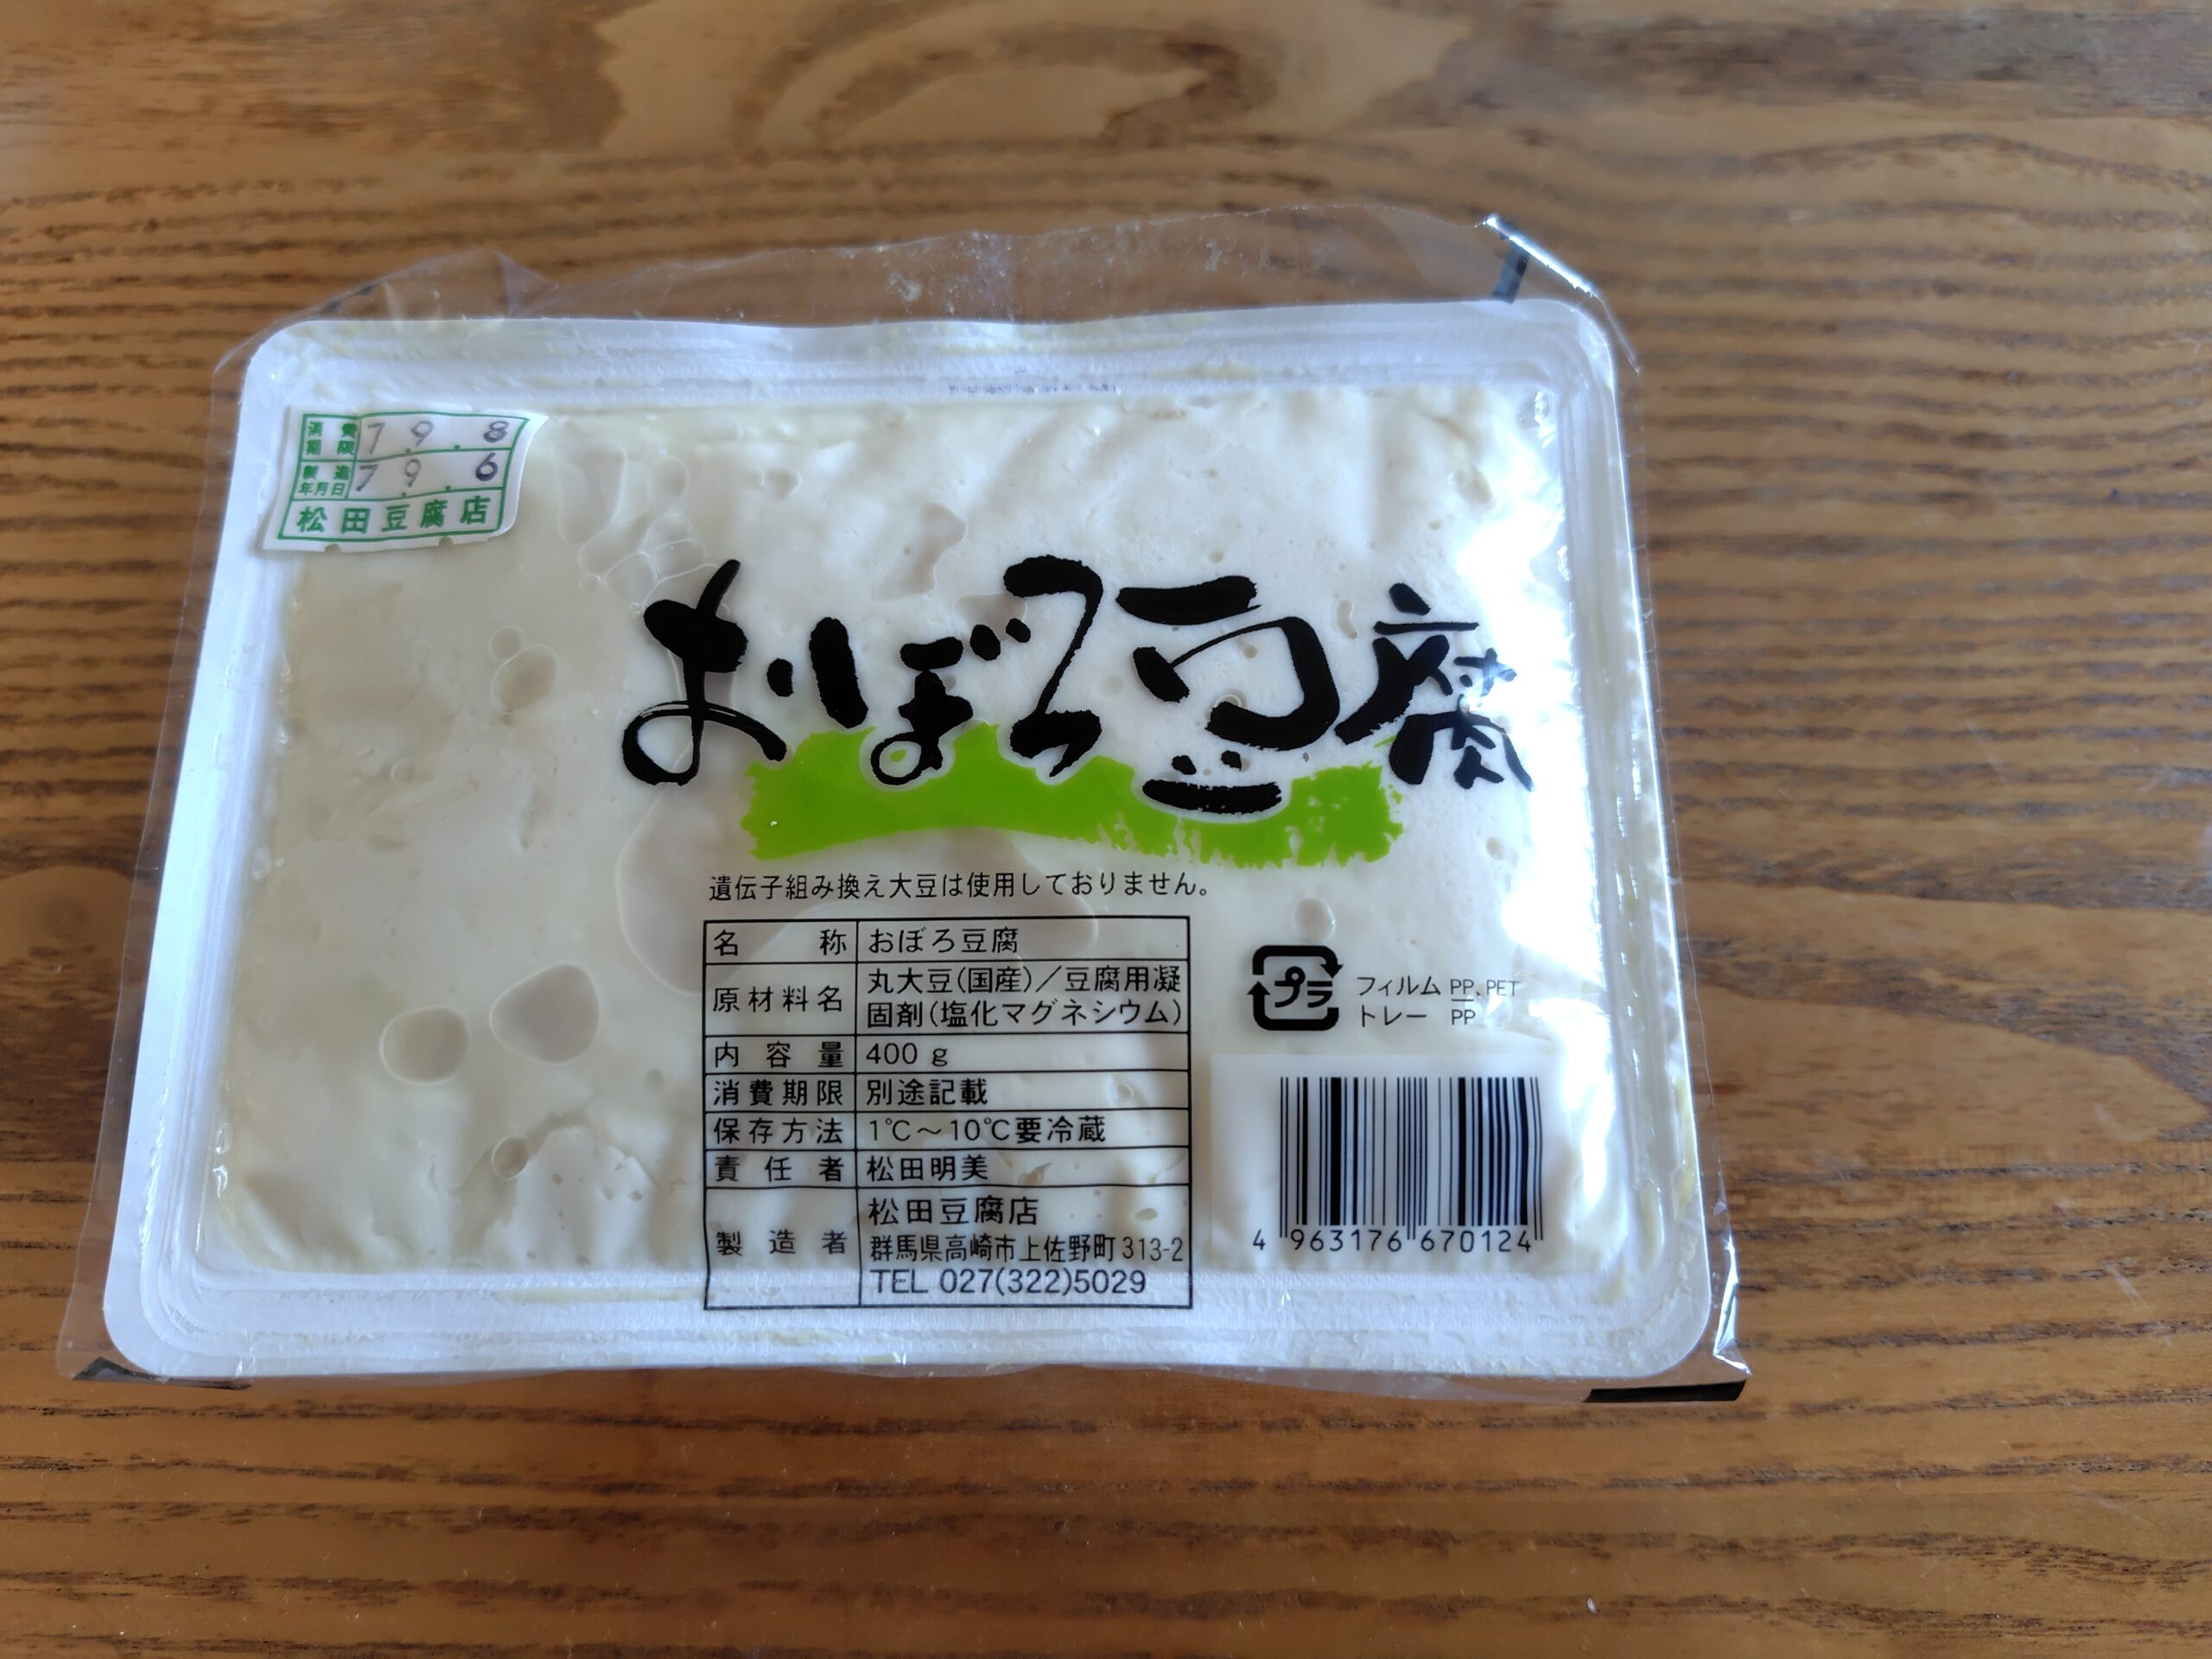 消費期限 7.9.8
製造年月日 7.9.6
松田豆腐店
おぼろ豆腐
遺伝子組み換え大豆は使用しておりません。
名称 おぼろ豆腐
原材料名 丸大豆(国産)/豆腐用凝
固剤(塩化マグネシウム)
内容量 400g
消費期限 別途記載
保存方法 1℃～10℃要冷蔵
責任者 松田明美
製造者 松田豆腐店
群馬県高崎市上佐野町313-2
TEL 027(322)5029
プラ
フィルム PP、PET
トレー PP
4 963176 670124